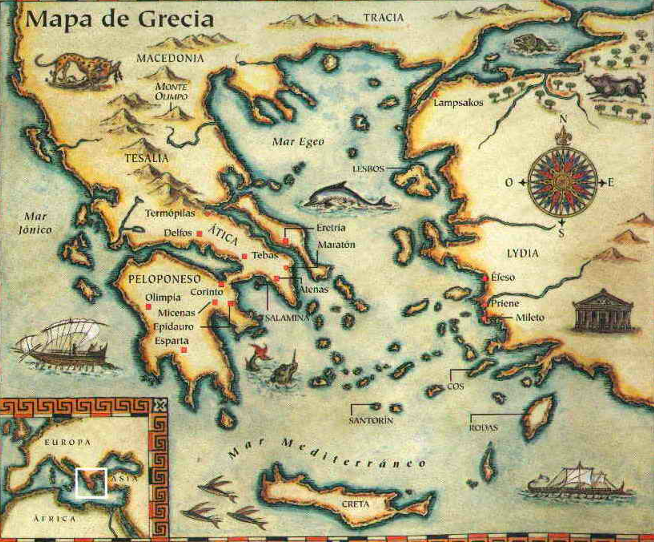 Mapa de Grecia
TRACIA
MACEDONIA
MONTE
OLIMPO
Lampsakos
Mar Egeo
N
TESALIA
LESBOS
O
E
S
Mar
Jónico
Termópilas
ÁTICA
Delfos
Eretria
Maratón
Tebas
LYDIA
PELOPONESO
Éfeso
Corinto
Atenas
Olimpia
Priene
Micenas
SALAMINA
Mileto
Epidauro
Esparta
COS
SANTORÍN
RODAS
Mar Mediterráneo
CRETA
EUROPA
ASIA
ÁFRICA